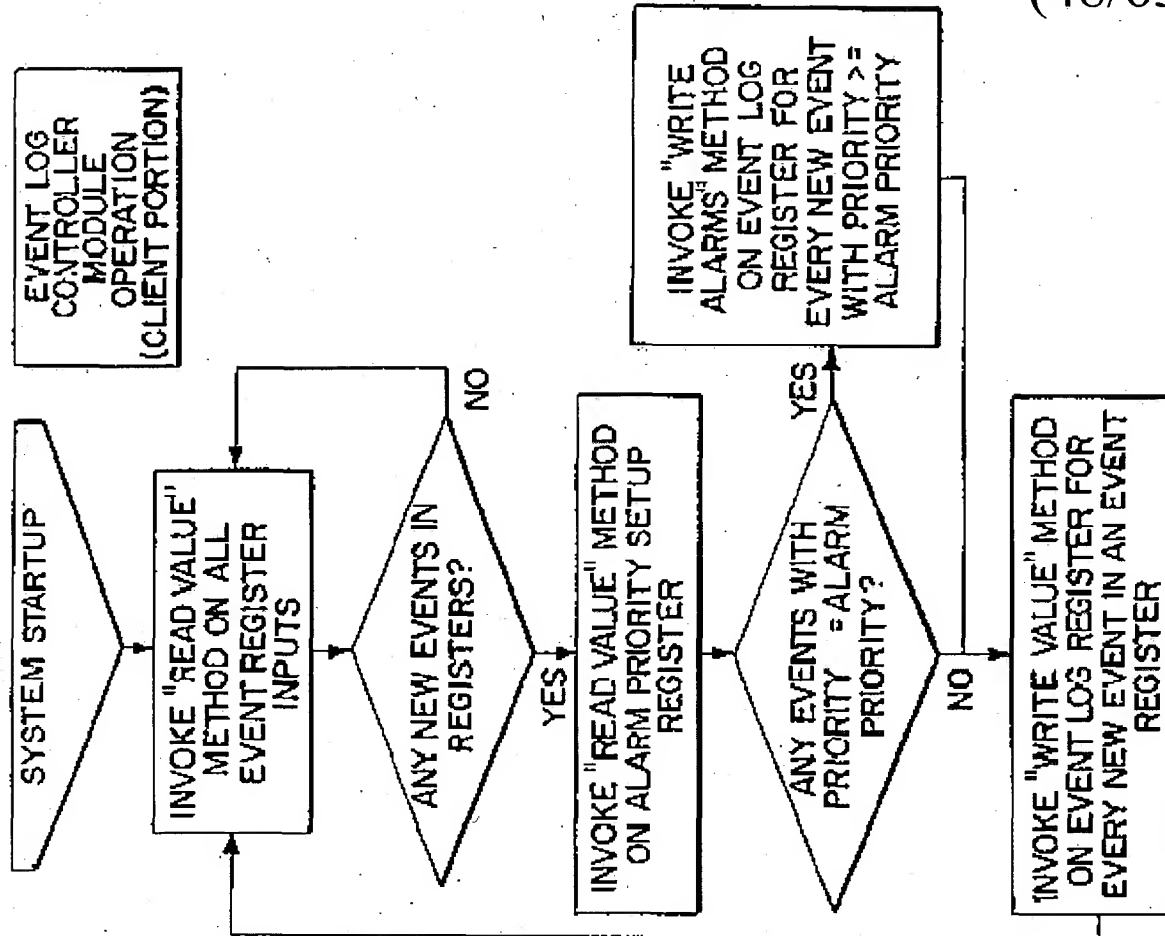 EVENT LOG
CONTROLLER
MODULE
OPERATION
(CLIENT PORTION)
SYSTEM STARTUP
INVOKE "READ VALUE"
METHOD ON ALL
EVENT REGISTER
INPUTS
ANY NEW EVENTS IN
REGISTERS?
NO
YES
INVOKE "READ VALUE" METHOD
ON ALARM PRIORITY SETUP
REGISTER
ANY EVENTS WITH
PRIORITY =ALARM
PRIORITY?
YES
NO
INVOKE "WRITE
ALARMS" METHOD
ON EVENT LOG
REGISTER FOR
EVERY NEW EVENT
WITH PRIORITY >=
ALARM PRIORITY
INVOKE "WRITE VALUE" METHOD
ON EVENT LOG REGISTER FOR
EVERY NEW EVENT IN AN EVENT
REGISTER